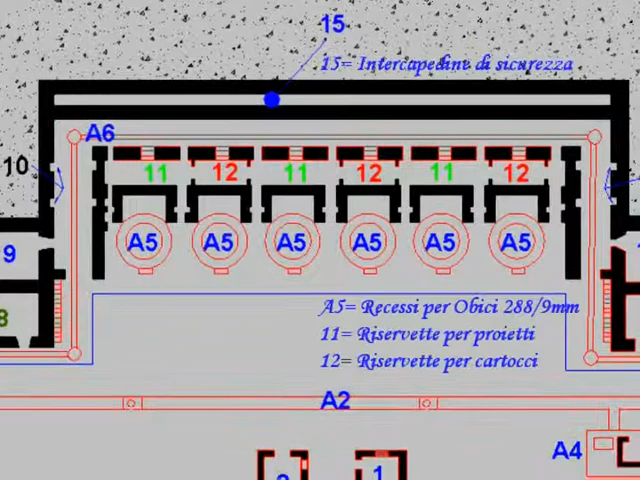 15
15= Intercapedine di sicurezza
A6
10
11 12 11 12 11 12
A5 A5 A5 A5 A5 A5
9
8
A5= Recessi per Obici 288/9mm
11= Riservette per proietti
12= Riservette per cartocci
A2
A4
1